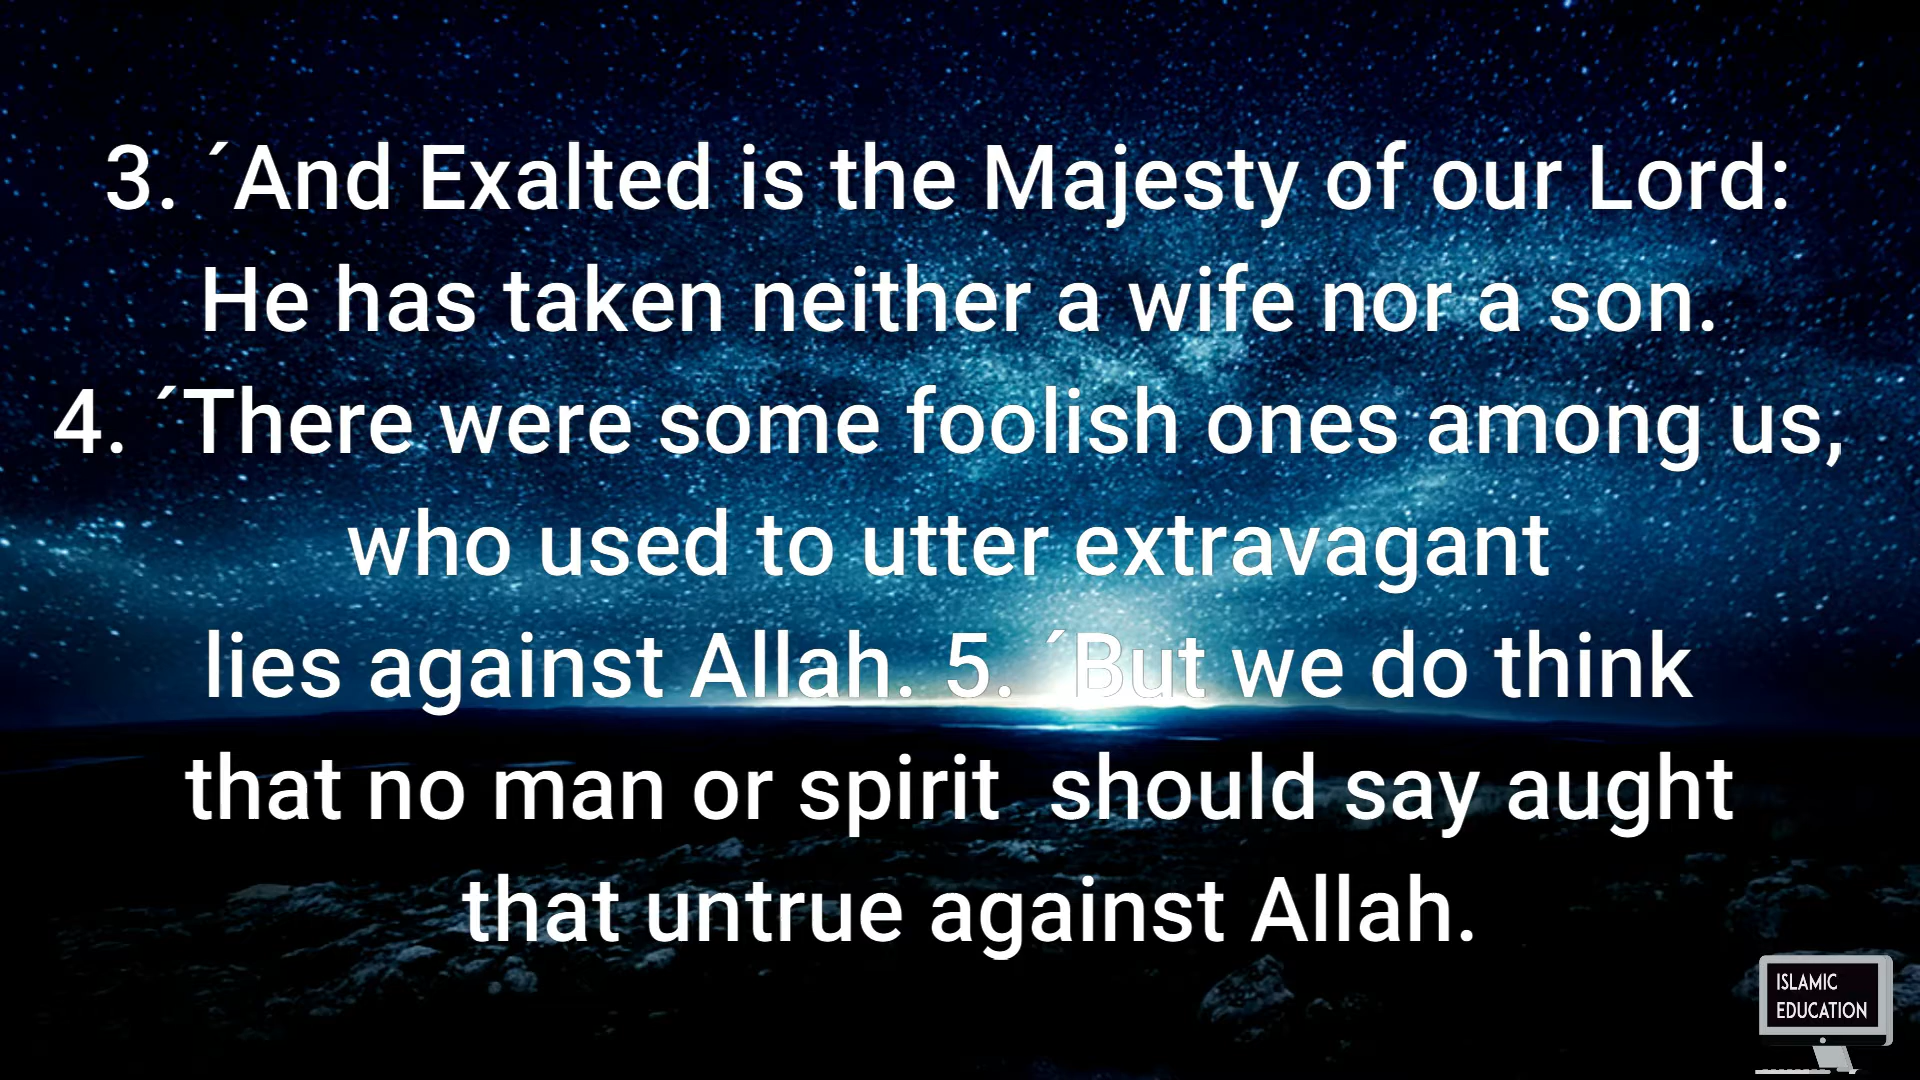 3. ´And Exalted is the Majesty of our Lord:
He has taken neither a wife nor a son.
4. ´There were some foolish ones among us,
who used to utter extravagant
lies against Allah. 5. ´But we do think
that no man or spirit  should say aught
that untrue against Allah.
ISLAMIC
EDUCATION